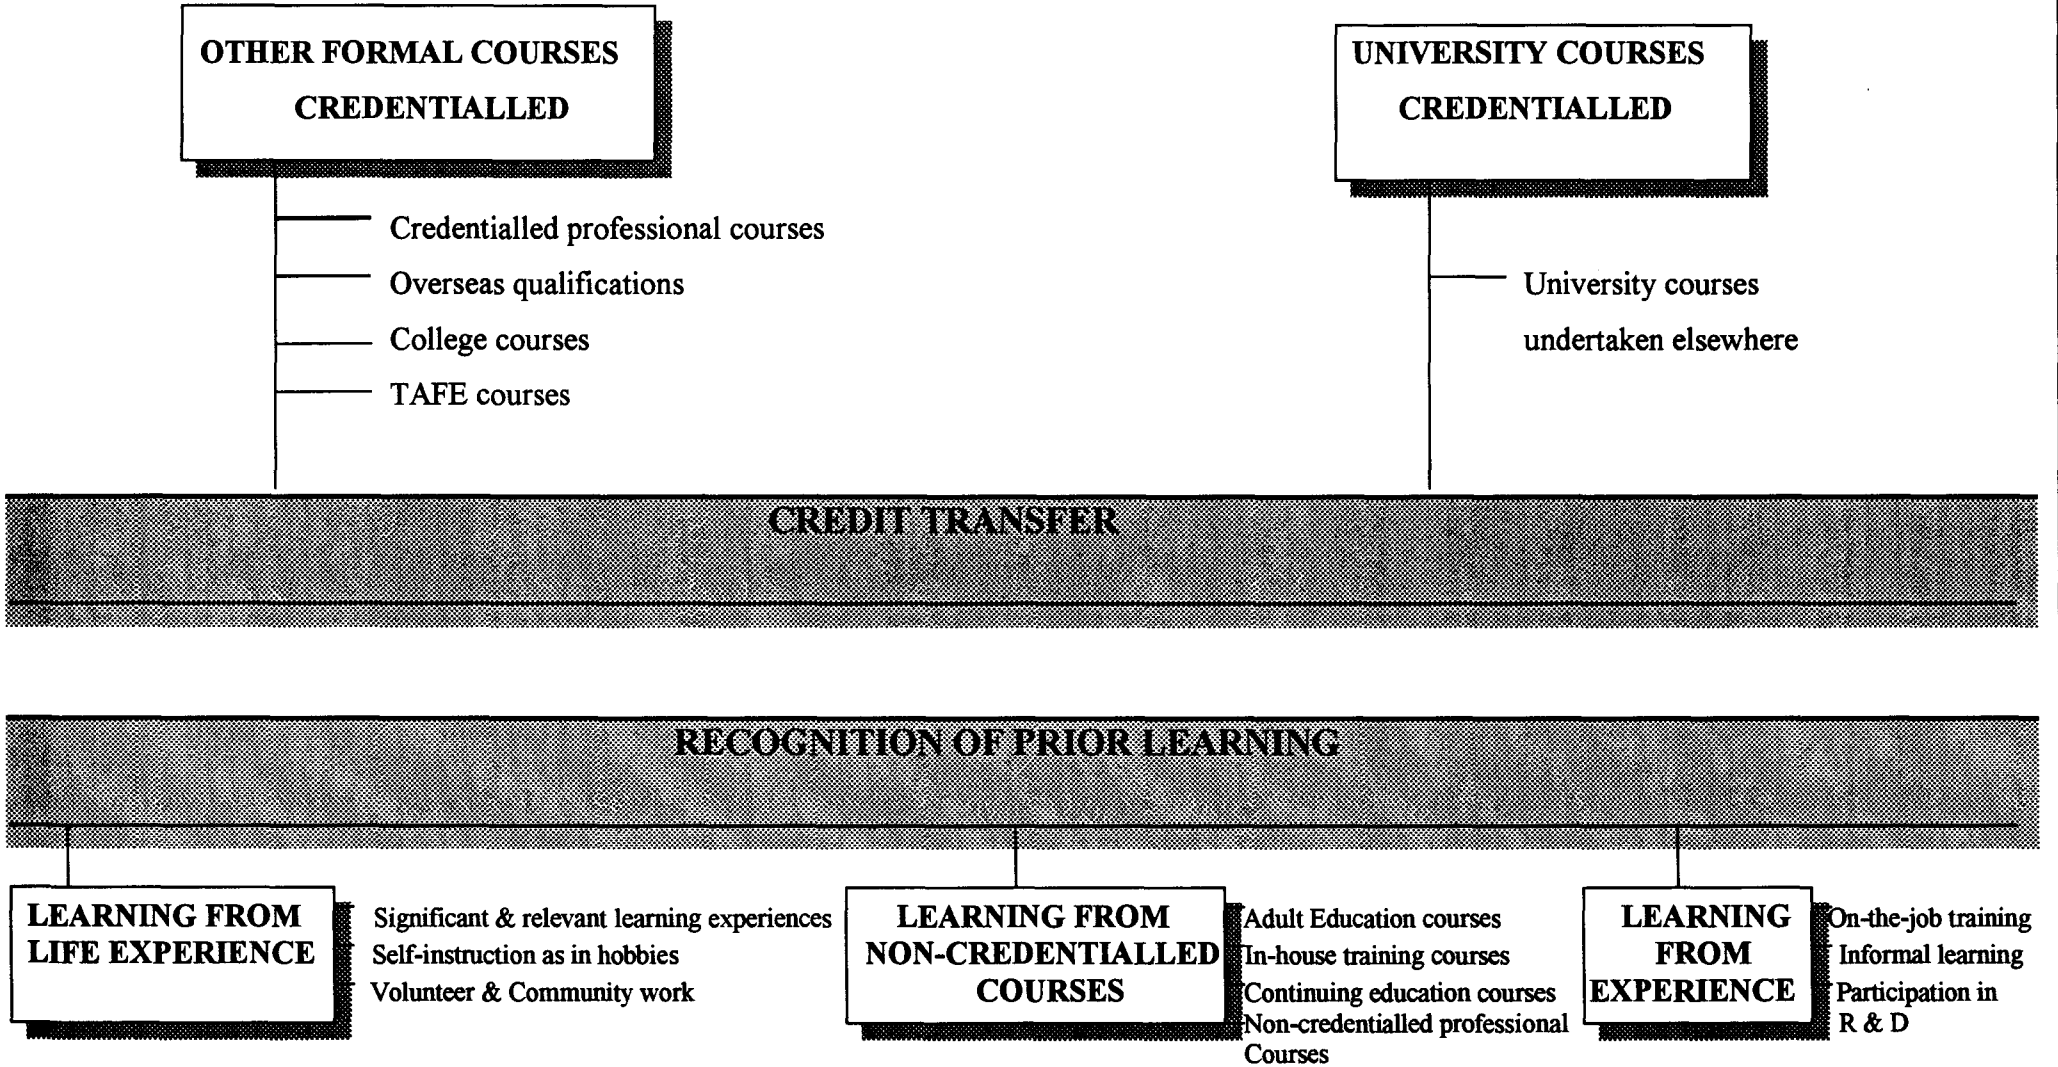 OTHER FORMAL COURSES
CREDENTIALLED
UNIVERSITY COURSES
CREDENTIALLED
Credentialled professional courses
Overseas qualifications
College courses
TAFE courses
University courses
undertaken elsewhere
CREDIT TRANSFER
RECOGNITION OF PRIOR LEARNING
LEARNING FROM
LIFE EXPERIENCE
Significant & relevant learning experiences
Self-instruction as in hobbies
Volunteer & Community work
LEARNING FROM
NON-CREDENTIALLED
COURSES
Adult Education courses
In-house training courses
Continuing education courses
Non-credentialled professional
Courses
LEARNING
FROM
EXPERIENCE
On-the-job training
Informal learning
Participation in
R & D